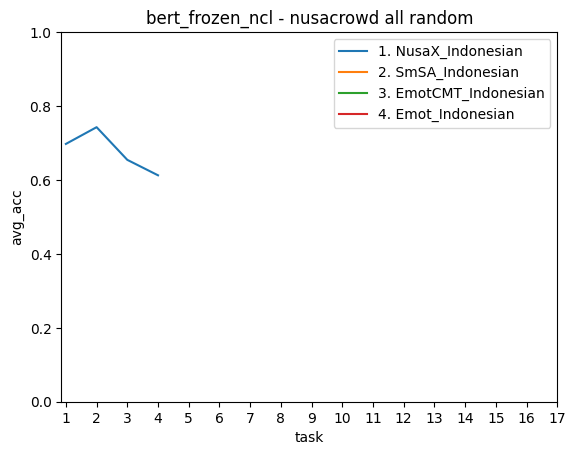 bert_frozen_ncl - nusacrowd all random
1. NusaX_Indonesian
2. SmSA_Indonesian
3. EmotCMT_Indonesian
4. Emot_Indonesian
avg_acc
1.0
0.8
0.6
0.4
0.2
0.0
1 2 3 4 5 6 7 8 9 10 11 12 13 14 15 16 17
task